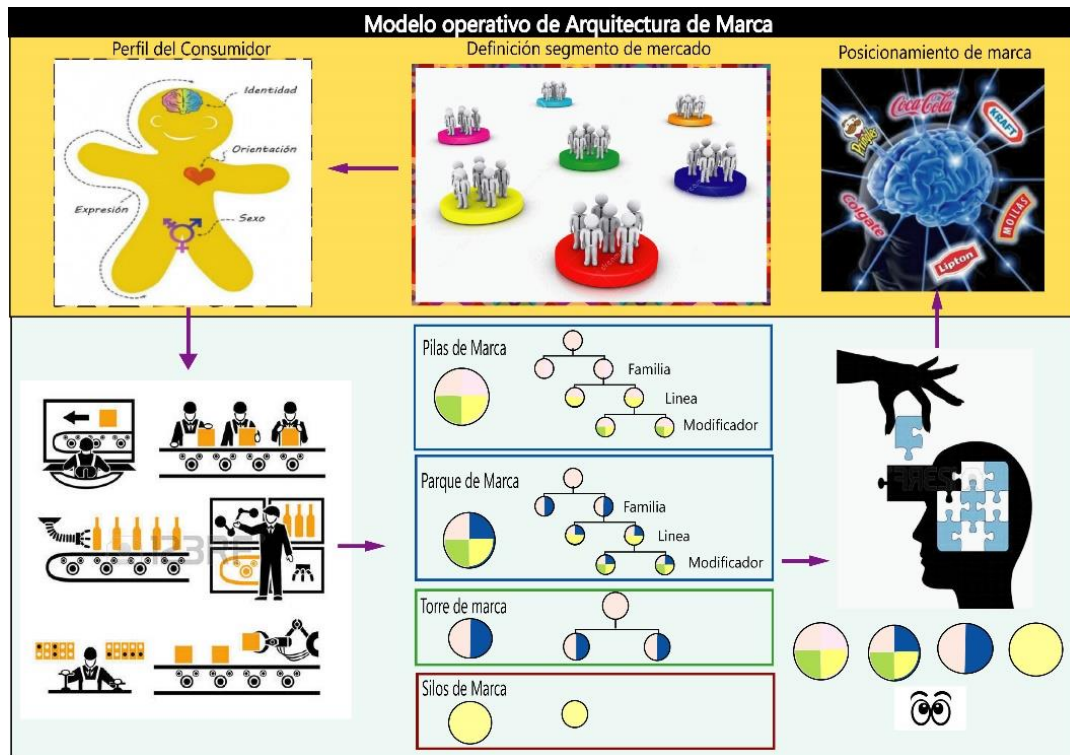 Modelo operativo de Arquitectura de Marca
Perfil del Consumidor
Definición segmento de mercado
Posicionamiento de marca
Identidad
Orientación
Expresión
Sexo
Coca-Cola
KRAFT
Pringles
Colgate
Lipton
Pilas de Marca
Familia
Linea
Modificador
Parque de Marca
Familia
Linea
Modificador
Torre de marca
Silos de Marca